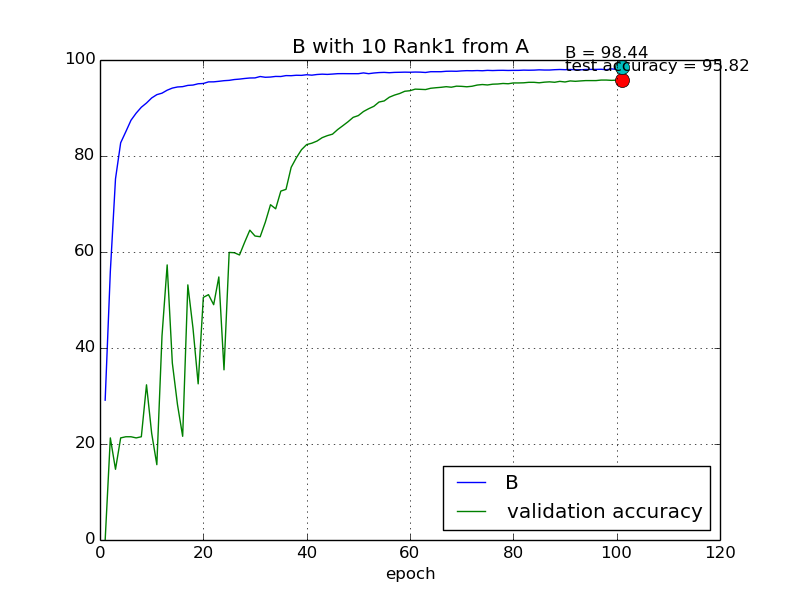 B with 10 Rank1 from A
B = 98.44
test accuracy = 95.82
100
80
60
40
20
0
0 20 40 60 80 100 120
epoch
B
validation accuracy